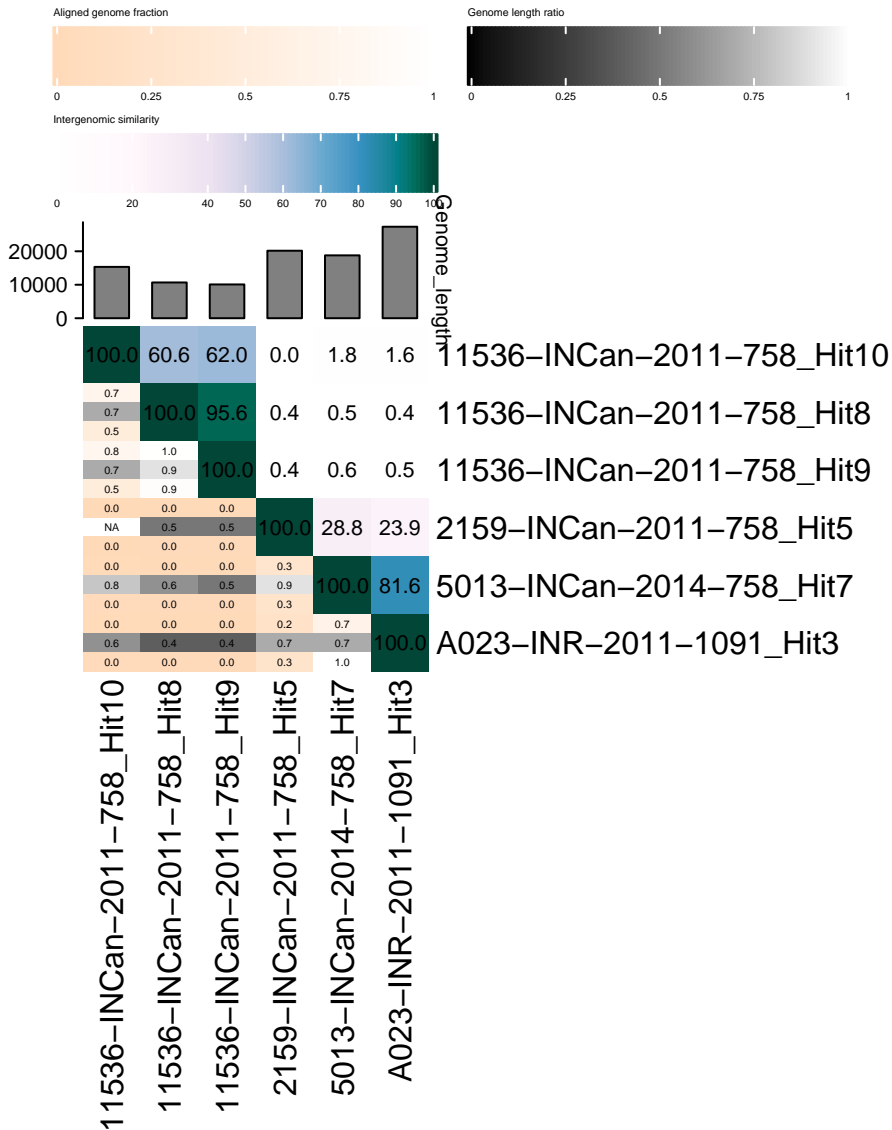 Aligned genome fraction
0 0.25 0.5 0.75 1
Genome length ratio
0 0.25 0.5 0.75 1
Intergenomic similarity
0 20 40 50 60 70 80 90 100
Genome_length
20000
10000
0
100.0 60.6 62.0 0.0 1.8 1.6 11536−INCan−2011−758_Hit10
0.7
0.7 100.0 95.6 0.4 0.5 0.4 11536−INCan−2011−758_Hit8
0.5
0.8 1.0
0.7 0.9 100.0 0.4 0.6 0.5 11536−INCan−2011−758_Hit9
0.5 0.9
0.0 0.0 0.0
NA 0.5 0.5 100.0 28.8 23.9 2159−INCan−2011−758_Hit5
0.0 0.0 0.0
0.0 0.0 0.0 0.3
0.8 0.6 0.5 0.9 100.0 81.6 5013−INCan−2014−758_Hit7
0.0 0.0 0.0 0.3
0.0 0.0 0.0 0.2 0.7
0.6 0.4 0.4 0.7 0.7 100.0 A023−INR−2011−1091_Hit3
0.0 0.0 0.0 0.3 1.0
11536−INCan−2011−758_Hit10
11536−INCan−2011−758_Hit8
11536−INCan−2011−758_Hit9
2159−INCan−2011−758_Hit5
5013−INCan−2014−758_Hit7
A023−INR−2011−1091_Hit3